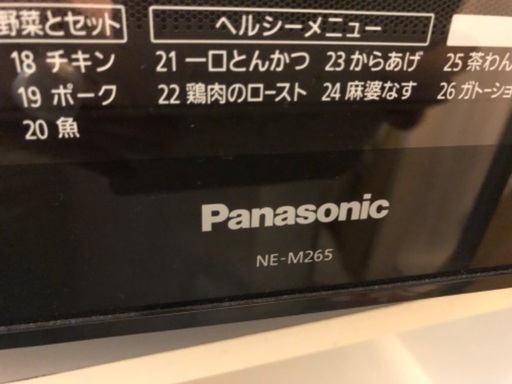 野菜とセット
ヘルシーメニュー
18 チキン
21 一口とんかつ
23 からあげ
25 茶わん
19 ポーク
22 鶏肉のロースト
24 麻婆なす
26 ガトーショ
20 魚
Panasonic
NE-M265